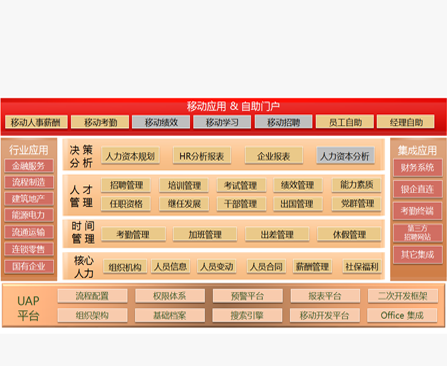 移动应用 & 自助门户
移动人事薪酬 移动考勤 移动绩效 移动学习 移动招聘 员工自助 经理自助
行业应用
金融服务
流程制造
建筑地产
能源电力
流通运输
连锁零售
国有企业
决策分析
人力资本规划 HR分析报表 企业报表 人力资本分析
人才管理
招聘管理 培训管理 考试管理 绩效管理 能力素质
任职资格 继任发展 干部管理 出国管理 党群管理
时间管理
考勤管理 加班管理 出差管理 休假管理
核心人力
组织机构 人员信息 人员变动 人员合同 薪酬管理 社保福利
集成应用
财务系统
银企直连
考勤终端
第三方
招聘网站
其它集成
UAP
平台
流程配置 权限体系 预警平台 报表平台 二次开发框架
组织架构 基础档案 搜索引擎 移动开发平台 Office 集成